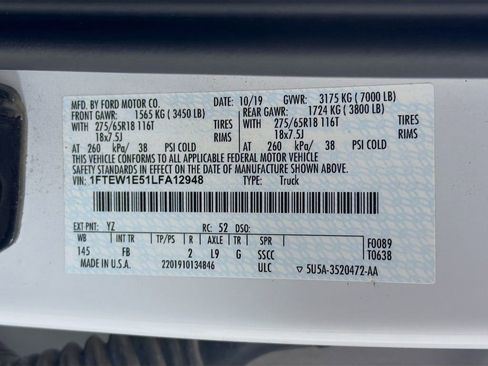 MFD. BY FORD MOTOR CO. 10/19 GVWR: 3175 KG ( 7000 LB)
FRONT GAWR: 1565 KG ( 3450 LB) REAR GAWR: 1724 KG ( 3800 LB)
WITH 275/65R18 116T TIRES WITH 275/65R18 116T TIRES
18x7.5J RIMS 18x7.5J RIMS
AT 260 kPa/ 38 PSI COLD AT 260 kPa/ 38 PSI COLD
THIS VEHICLE CONFORMS TO ALL APPLICABLE FEDERAL MOTOR VEHICLE
SAFETY STANDARDS IN EFFECT ON THE DATE OF MANUFACTURE SHOWN ABOVE.
VIN: 1FTEW1E51LFA12948 TYPE: Truck
EXT PNT: YZ RC: 52 DSO:
WB INT TR TP/PS R AXLE TR SPR F0089
145 FB 2 L9 G SSCC T0638
MADE IN U.S.A. 2201910134846 ULC ▽ 5U5A-3520472-AA